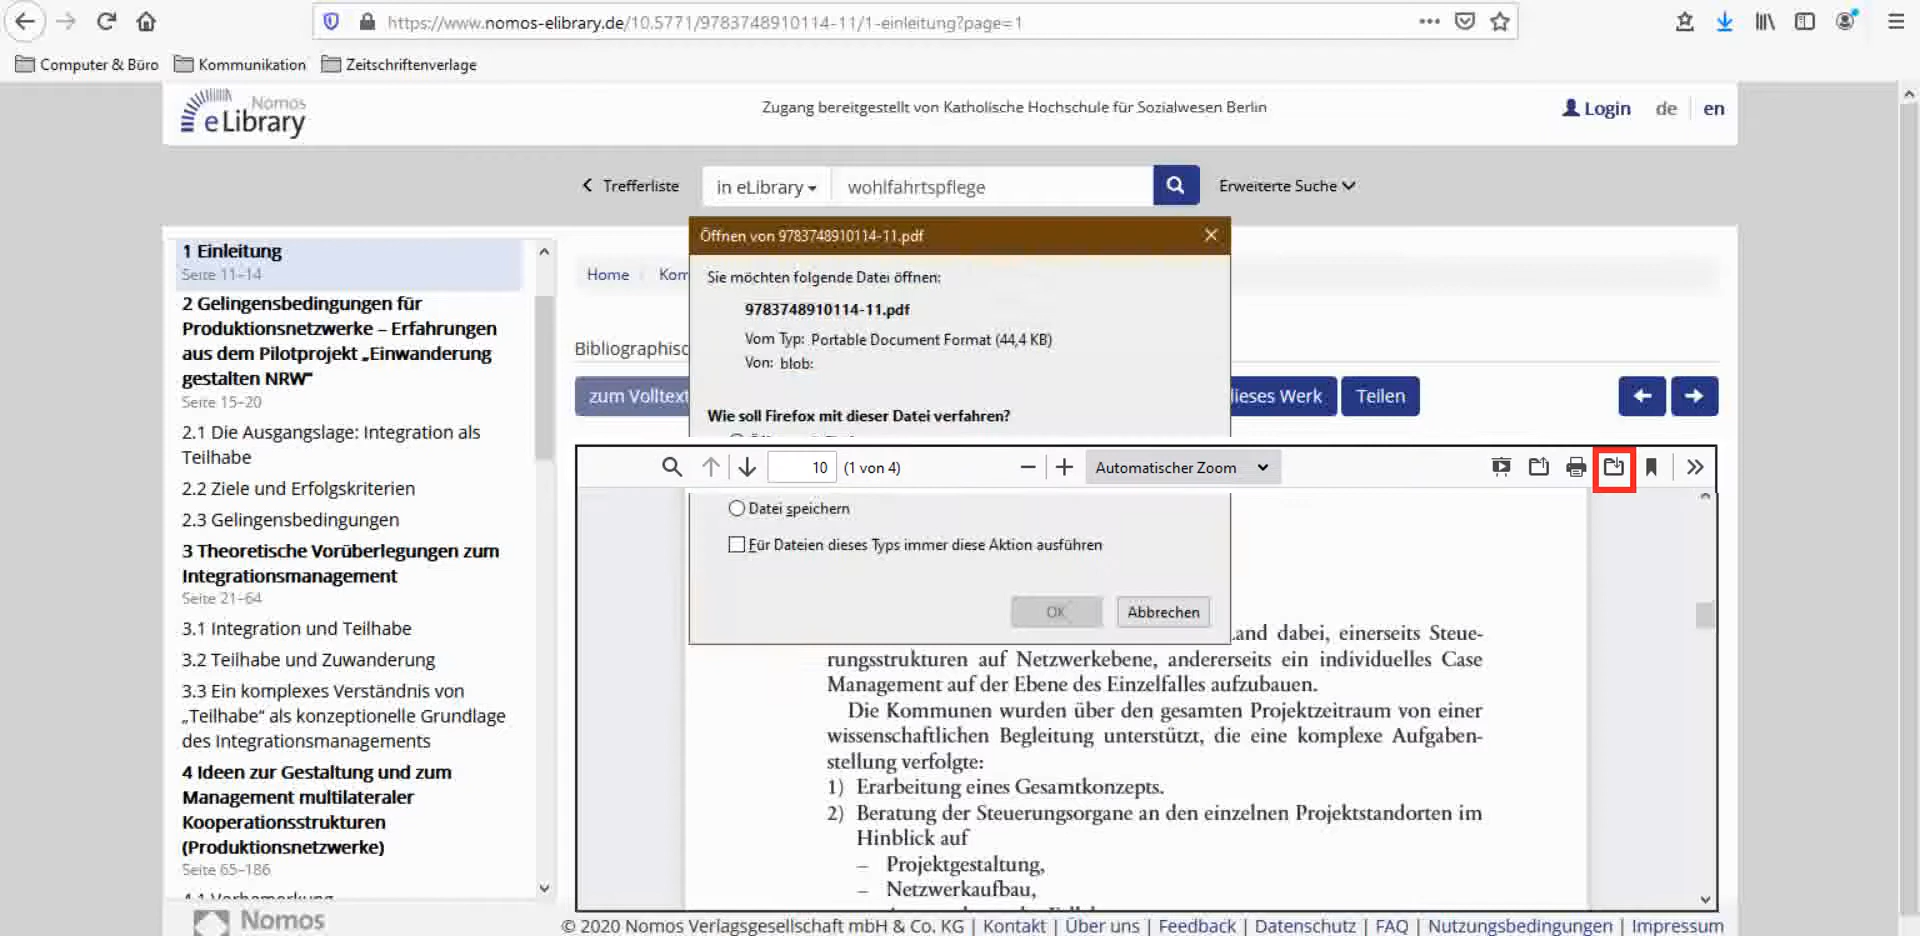 https://www.nomos-elibrary.de/10.5771/9783748910114-11/1-einleitung?page=1
Computer & Büro Kommunikation Zeitschriftenverlage
Nomos
eLibrary
Zugang bereitgestellt von Katholische Hochschule für Sozialwesen Berlin
Login de en
Trefferliste in eLibrary wohlfahrtspflege Erweiterte Suche
1 Einleitung
Seite 11–14
2 Gelingensbedingungen für
Produktionsnetzwerke – Erfahrungen
aus dem Pilotprojekt „Einwanderung
gestalten NRW“
Seite 15–20
2.1 Die Ausgangslage: Integration als
Teilhabe
2.2 Ziele und Erfolgskriterien
2.3 Gelingensbedingungen
3 Theoretische Vorüberlegungen zum
Integrationsmanagement
Seite 21–64
3.1 Integration und Teilhabe
3.2 Teilhabe und Zuwanderung
3.3 Ein komplexes Verständnis von
„Teilhabe“ als konzeptionelle Grundlage
des Integrationsmanagements
4 Ideen zur Gestaltung und zum
Management multilateraler
Kooperationsstrukturen
(Produktionsnetzwerke)
Seite 65–186
4.1 Vorbemerkung
Home Kom
Bibliographisc
zum Volltext
dieses Werk Teilen
Öffnen von 9783748910114-11.pdf
Sie möchten folgende Datei öffnen:
9783748910114-11.pdf
Vom Typ: Portable Document Format (44,4 KB)
Von: blob:
Wie soll Firefox mit dieser Datei verfahren?
10 (1 von 4) Automatischer Zoom
Datei speichern
Für Dateien dieses Typs immer diese Aktion ausführen
OK Abbrechen
Land dabei, einerseits Steue-
rungsstrukturen auf Netzwerkebene, andererseits ein individuelles Case
Management auf der Ebene des Einzelfalles aufzubauen.
Die Kommunen wurden über den gesamten Projektzeitraum von einer
wissenschaftlichen Begleitung unterstützt, die eine komplexe Aufgaben-
stellung verfolgte:
1) Erarbeitung eines Gesamtkonzepts.
2) Beratung der Steuerungsorgane an den einzelnen Projektstandorten im
Hinblick auf
– Projektgestaltung,
– Netzwerkaufbau,
Nomos
© 2020 Nomos Verlagsgesellschaft mbH & Co. KG | Kontakt | Über uns | Feedback | Datenschutz | FAQ | Nutzungsbedingungen | Impressum